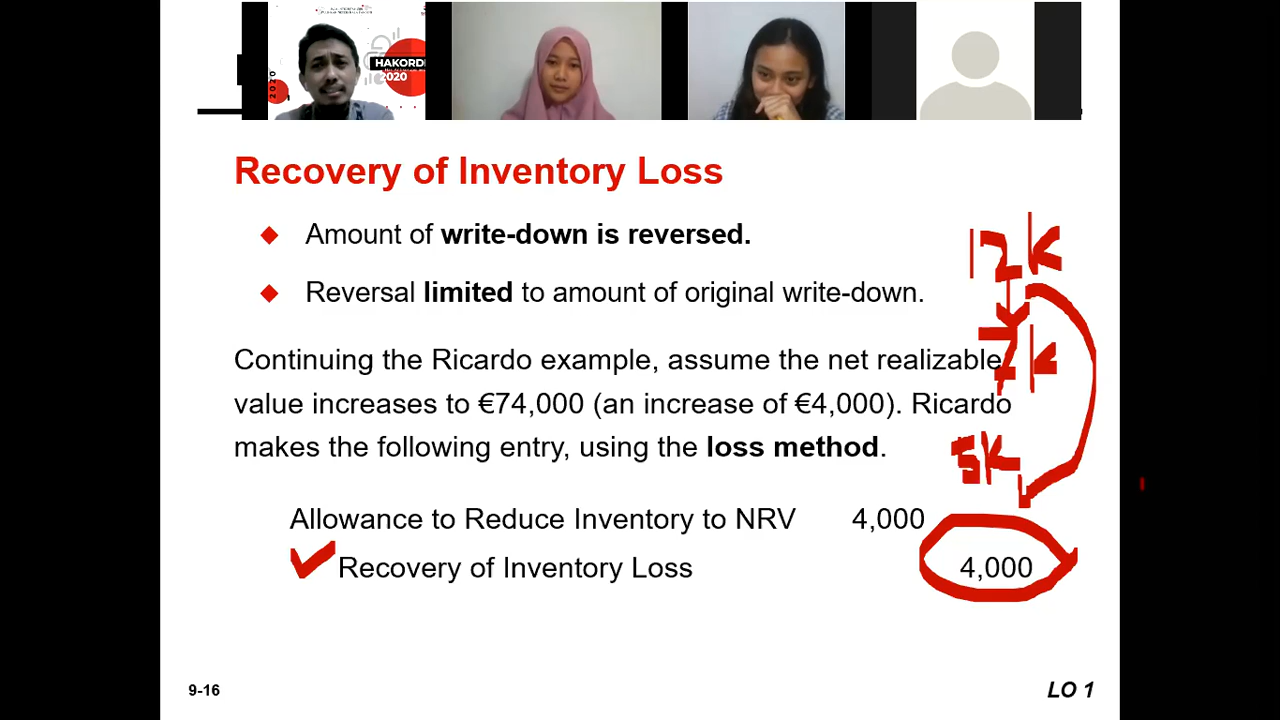 HAKORDI
2020
2020
Recovery of Inventory Loss
◆ Amount of write-down is reversed.
◆ Reversal limited to amount of original write-down.
12k
7k
5k
Continuing the Ricardo example, assume the net realizable
value increases to €74,000 (an increase of €4,000). Ricardo
makes the following entry, using the loss method.
Allowance to Reduce Inventory to NRV 4,000
Recovery of Inventory Loss 4,000
9-16
LO 1